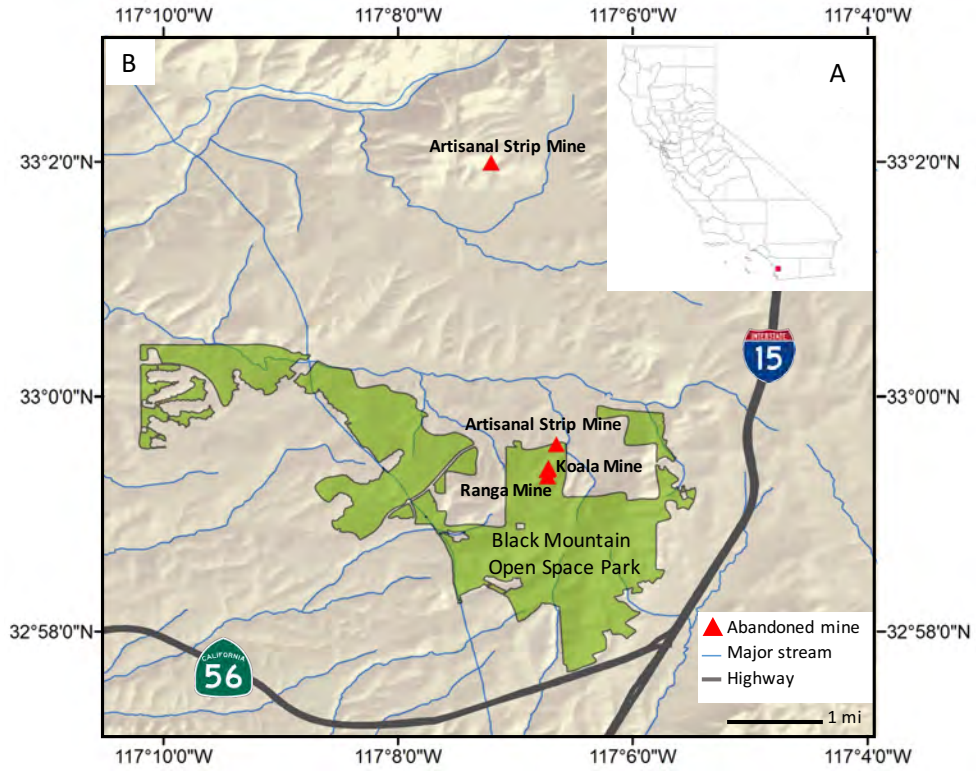 117°10'0"W 117°8'0"W 117°6'0"W 117°4'0"W
B
A
Artisanal Strip Mine
33°2'0"N 33°2'0"N
INTERSTATE
15
33°0'0"N 33°0'0"N
Artisanal Strip Mine
Koala Mine
Ranga Mine
Black Mountain
Open Space Park
32°58'0"N 32°58'0"N
CALIFORNIA
56
Abandoned mine
Major stream
Highway
1 mi
117°10'0"W 117°8'0"W 117°6'0"W 117°4'0"W